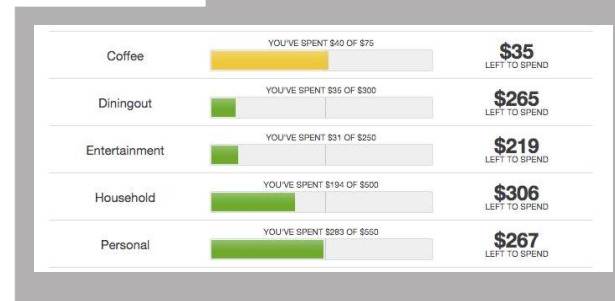 YOU'VE SPENT $40 OF $75
Coffee
$35
LEFT TO SPEND
YOU'VE SPENT $35 OF $300
Diningout
$265
LEFT TO SPEND
YOU'VE SPENT $31 OF $250
Entertainment
$219
LEFT TO SPEND
YOU'VE SPENT $194 OF $500
Household
$306
LEFT TO SPEND
YOU'VE SPENT $283 OF $550
Personal
$267
LEFT TO SPEND